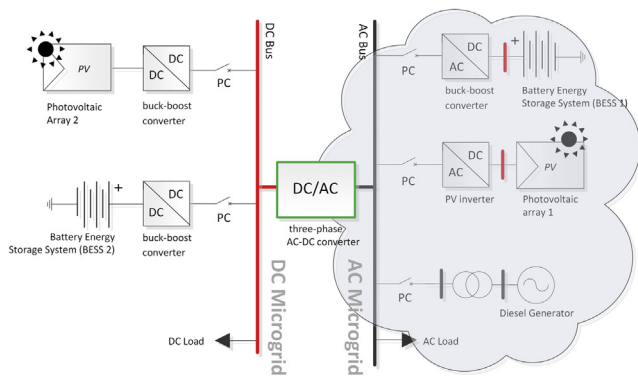 DC Bus
AC Bus
PV
DC
DC
PC
Photovoltaic
Array 2
buck-boost
converter
PC
DC
AC
+
buck-boost
converter
Battery Energy
Storage System (BESS 1)
PC
DC
AC
PV
PV inverter
Photovoltaic
array 1
+
DC
DC
PC
Battery Energy
Storage System (BESS 2)
buck-boost
converter
DC/AC
three-phase
AC-DC converter
DC Microgrid
AC Microgrid
PC
Diesel Generator
DC Load
AC Load